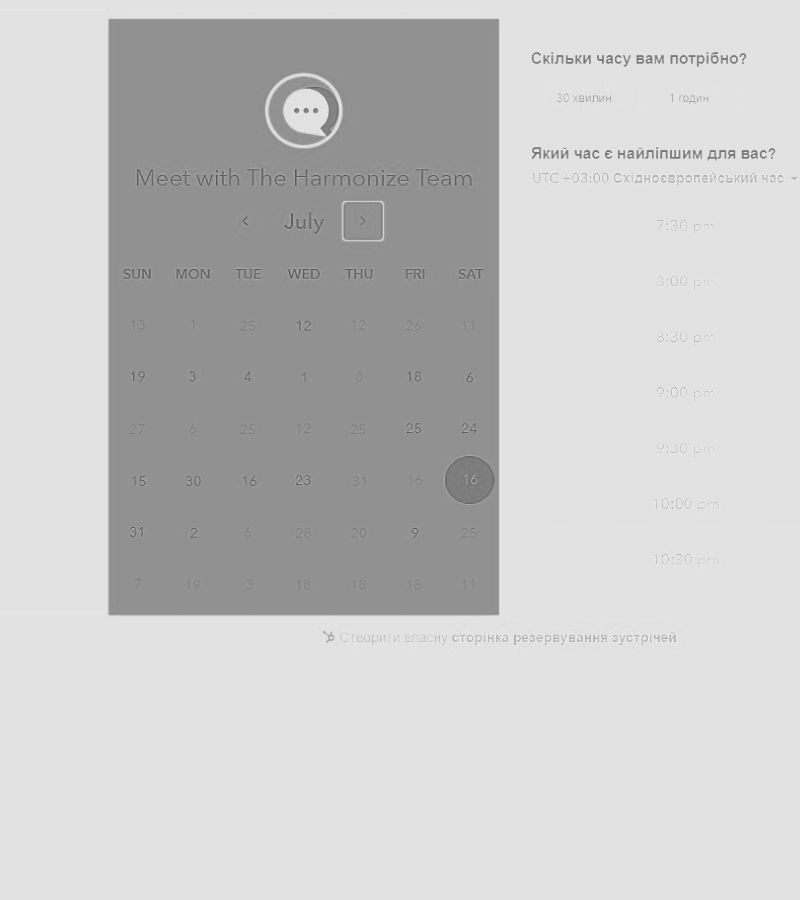 Meet with The Harmonize Team
July
SUN MON TUE WED THU FRI SAT
13 1 25 12 12 26 11
19 3 4 1 8 18 6
27 6 25 12 25 25 24
15 30 16 23 31 16 16
31 2 6 28 20 9 25
7 19 3 18 18 18 11
Скільки часу вам потрібно?
30 хвилин 1 годин
Який час є найліпшим для вас?
UTC +03:00 Східноєвропейський час
7:30 pm
8:00 pm
8:30 pm
9:00 pm
9:30 pm
10:00 pm
10:30 pm
Створити власну сторінка резервування зустрічей